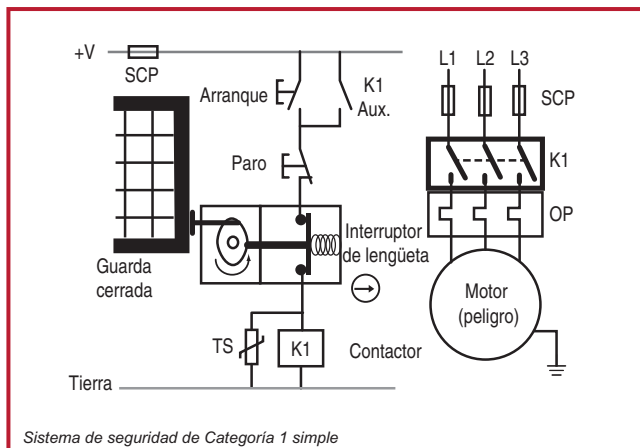 +V
SCP
Arranque
K1
Aux.
Paro
Interruptor
de lengüeta
Guarda
cerrada
TS
K1
Contactor
Tierra
L1 L2 L3
SCP
K1
OP
Motor
(peligro)
Sistema de seguridad de Categoría 1 simple